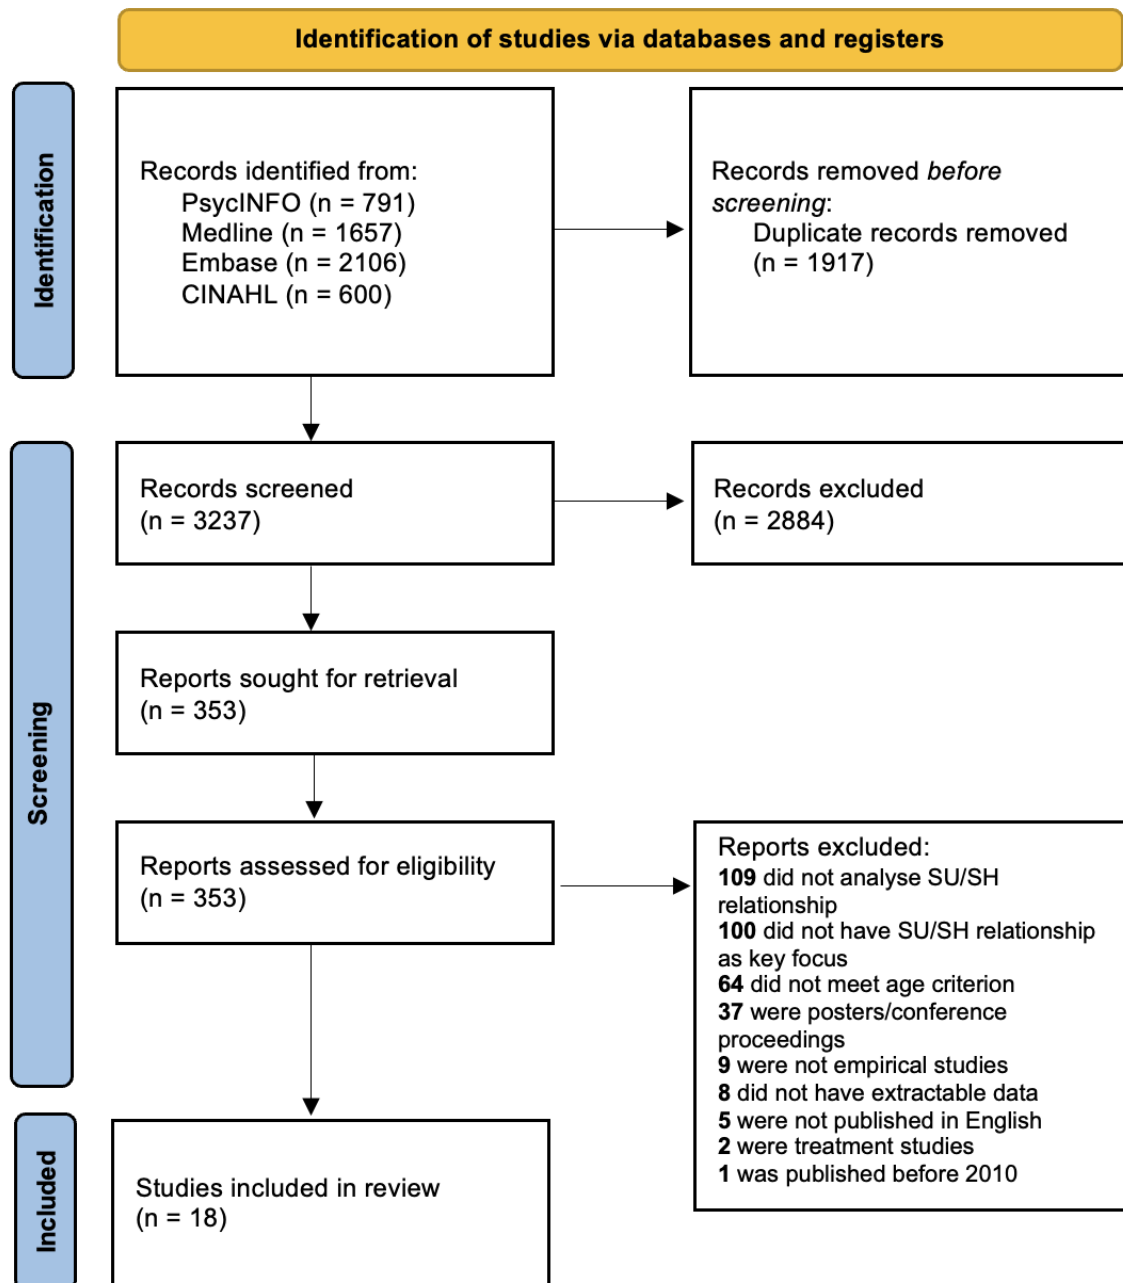 Identification of studies via databases and registers
Identification
Records identified from:
PsycINFO (n = 791)
Medline (n = 1657)
Embase (n = 2106)
CINAHL (n = 600)
Records removed before
screening:
Duplicate records removed
(n = 1917)
Screening
Records screened
(n = 3237)
Records excluded
(n = 2884)
Reports sought for retrieval
(n = 353)
Reports assessed for eligibility
(n = 353)
Reports excluded:
109 did not analyse SU/SH
relationship
100 did not have SU/SH relationship
as key focus
64 did not meet age criterion
37 were posters/conference
proceedings
9 were not empirical studies
8 did not have extractable data
5 were not published in English
2 were treatment studies
1 was published before 2010
Included
Studies included in review
(n = 18)